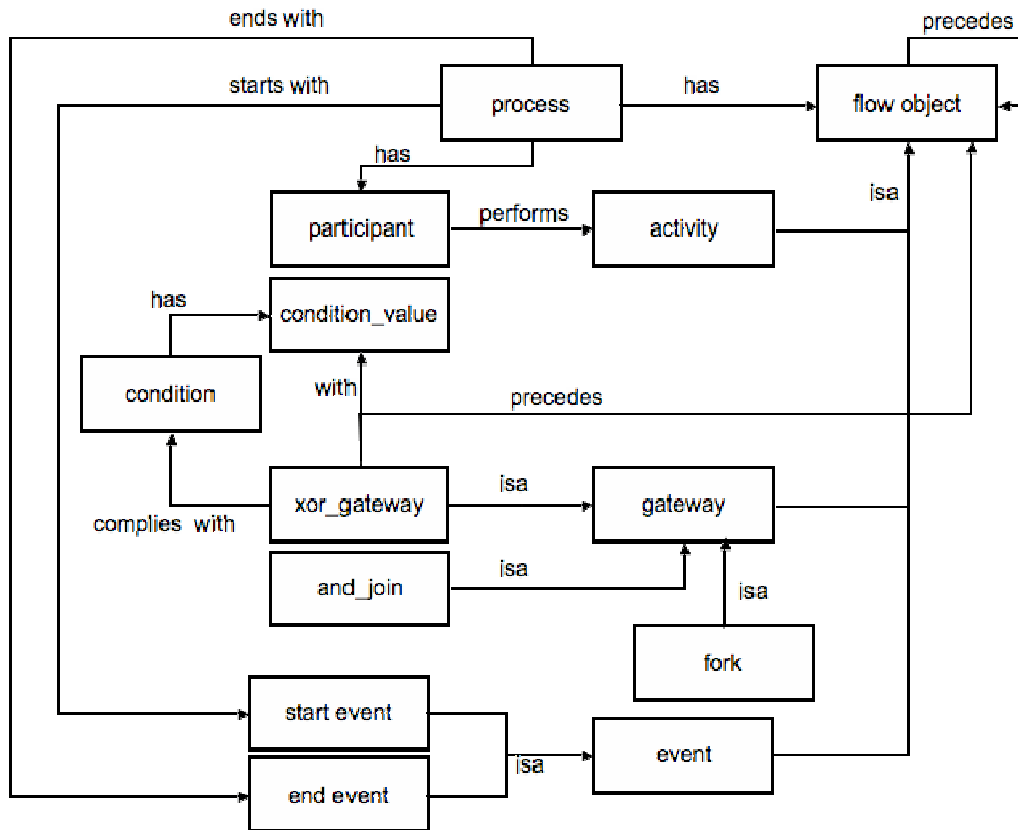 ends with
precedes
starts with
process
has
flow object
has
isa
participant
performs
activity
has
condition_value
condition
with
precedes
xor_gateway
isa
gateway
complies with
and_join
isa
isa
fork
start event
event
isa
end event